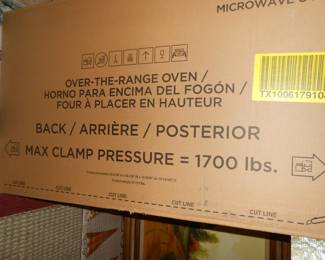 MICROWAVE
TX100617910
OVER-THE-RANGE OVEN /
HORNO PARA ENCIMA DEL FOGÓN /
FOUR À PLACER EN HAUTEUR
BACK / ARRIÈRE / POSTERIOR
MAX CLAMP PRESSURE = 1700 lbs.
CUT LINE
CUT LINE
CUT LINE
CUT LINE